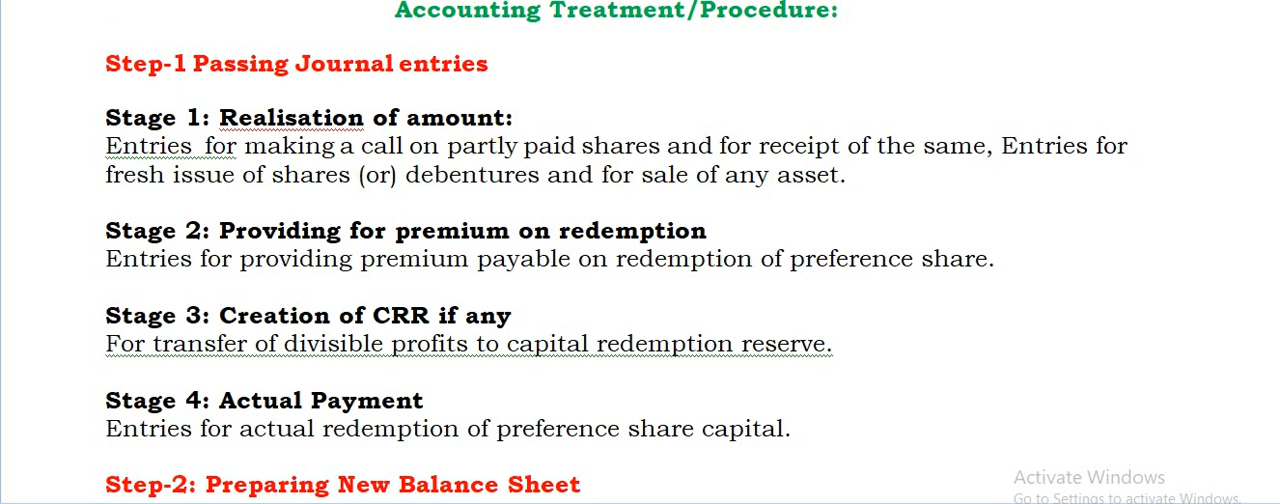 Accounting Treatment/Procedure:
Step-1 Passing Journal entries
Stage 1: Realisation of amount:
Entries for making a call on partly paid shares and for receipt of the same, Entries for
fresh issue of shares (or) debentures and for sale of any asset.
Stage 2: Providing for premium on redemption
Entries for providing premium payable on redemption of preference share.
Stage 3: Creation of CRR if any
For transfer of divisible profits to capital redemption reserve.
Stage 4: Actual Payment
Entries for actual redemption of preference share capital.
Step-2: Preparing New Balance Sheet
Activate Windows
Go to Settings to activate Windows.